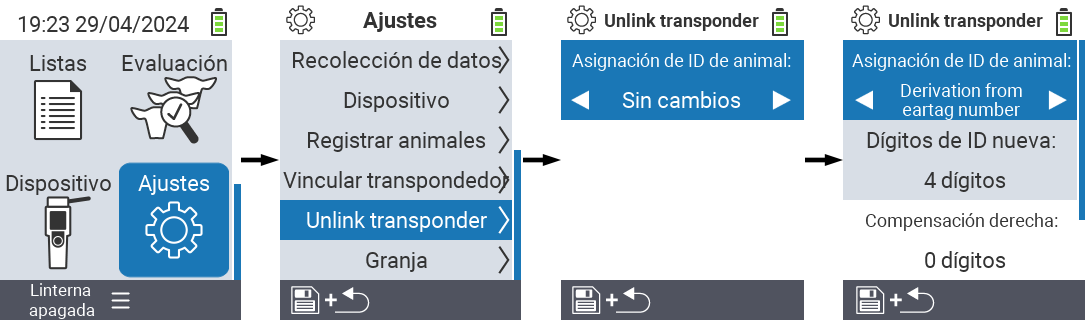 19:23 29/04/2024
Listas
Evaluación
Dispositivo
Ajustes
Linterna
apagada
Ajustes
Recolección de datos
Dispositivo
Registrar animales
Vincular transpondedor
Unlink transponder
Granja
+
Unlink transponder
Asignación de ID de animal:
Sin cambios
+
Unlink transponder
Asignación de ID de animal:
Derivation from
eartag number
Dígitos de ID nueva:
4 dígitos
Compensación derecha:
0 dígitos
+